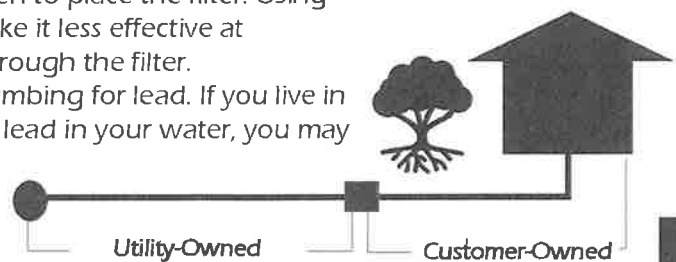 to place the filter. Using
ke it less effective at
rough the filter.
mbing for lead. If you live in
lead in your water, you may
Utility-Owned
Customer-Owned